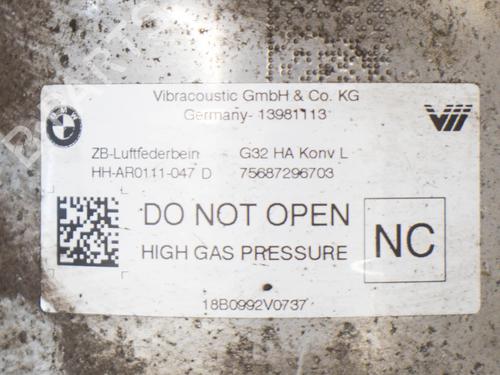 Vibracoustic GmbH & Co. KG
Germany- 13981113
BMW
ZB-Luftfederbein G32 HA Konv L
HH-AR0111-047 D 75687296703
DO NOT OPEN
HIGH GAS PRESSURE
NC
18B0992V0737